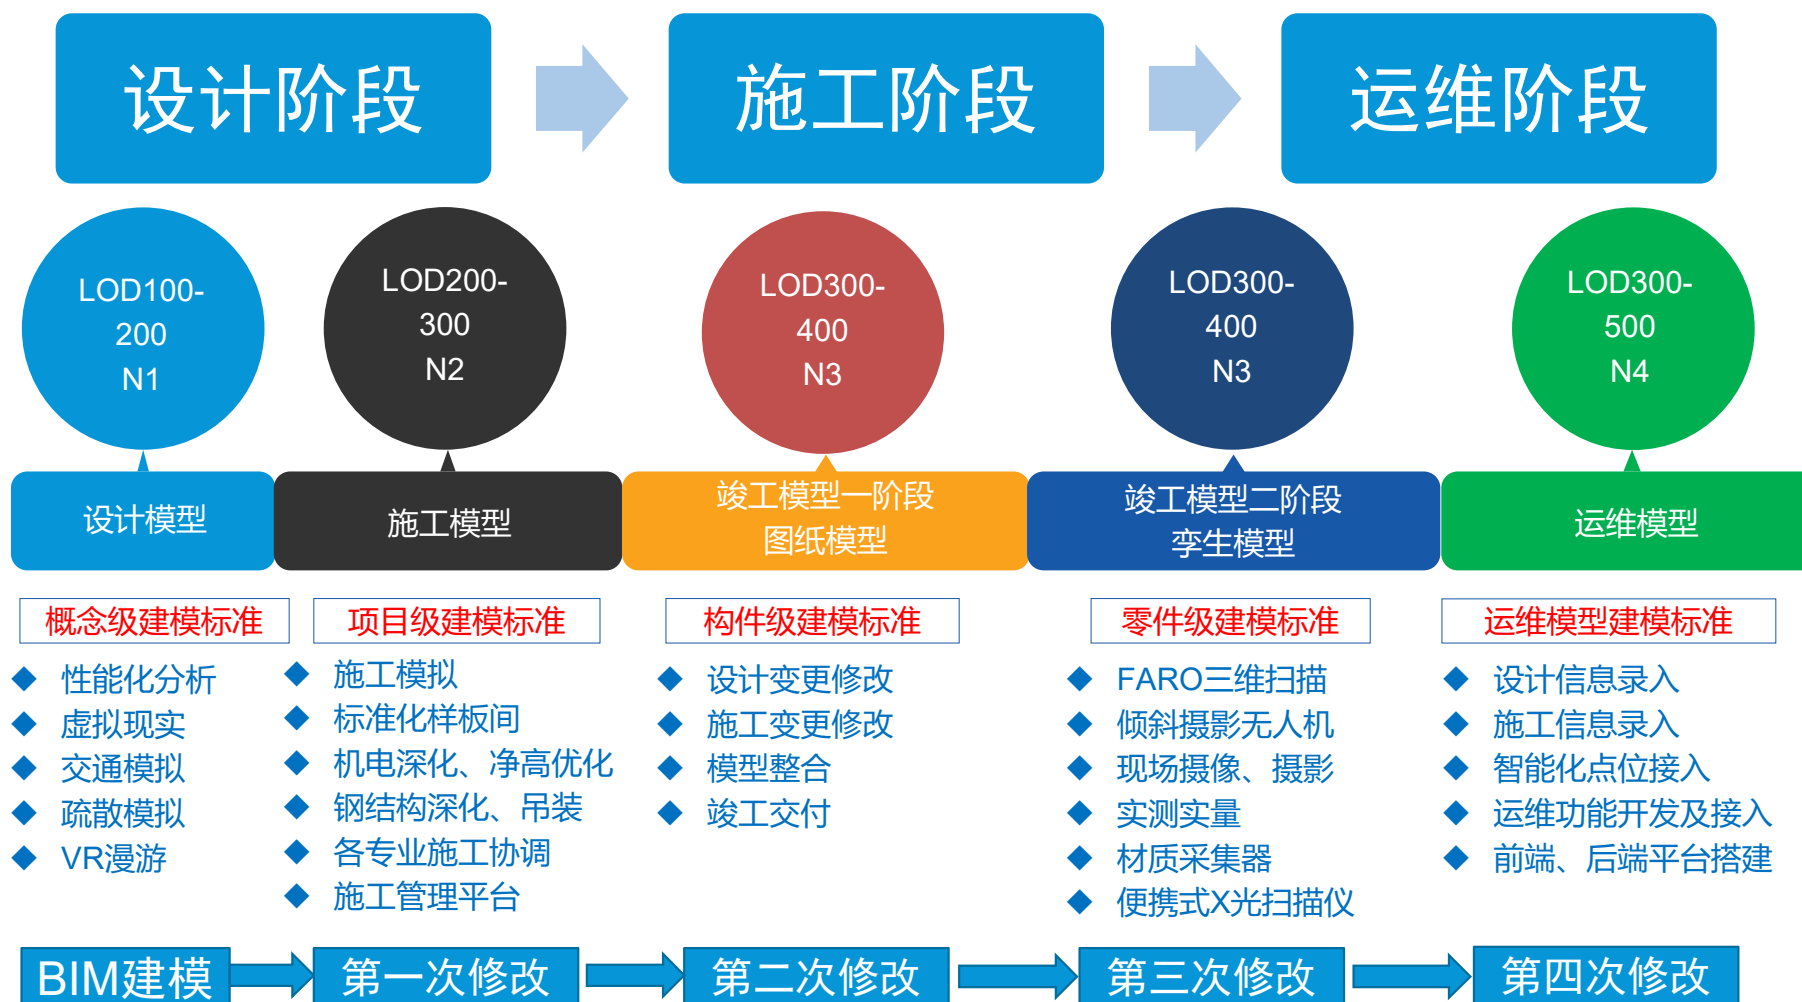 设计阶段
施工阶段
运维阶段
LOD100-
200
N1
LOD200-
300
N2
LOD300-
400
N3
LOD300-
400
N3
LOD300-
500
N4
设计模型
施工模型
竣工模型一阶段
图纸模型
竣工模型二阶段
孪生模型
运维模型
概念级建模标准
性能化分析
虚拟现实
交通模拟
疏散模拟
VR漫游
项目级建模标准
施工模拟
标准化样板间
机电深化、净高优化
钢结构深化、吊装
各专业施工协调
施工管理平台
构件级建模标准
设计变更修改
施工变更修改
模型整合
竣工交付
零件级建模标准
FARO三维扫描
倾斜摄影无人机
现场摄像、摄影
实测实量
材质采集器
便携式X光扫描仪
运维模型建模标准
设计信息录入
施工信息录入
智能化点位接入
运维功能开发及接入
前端、后端平台搭建
BIM建模
第一次修改
第二次修改
第三次修改
第四次修改